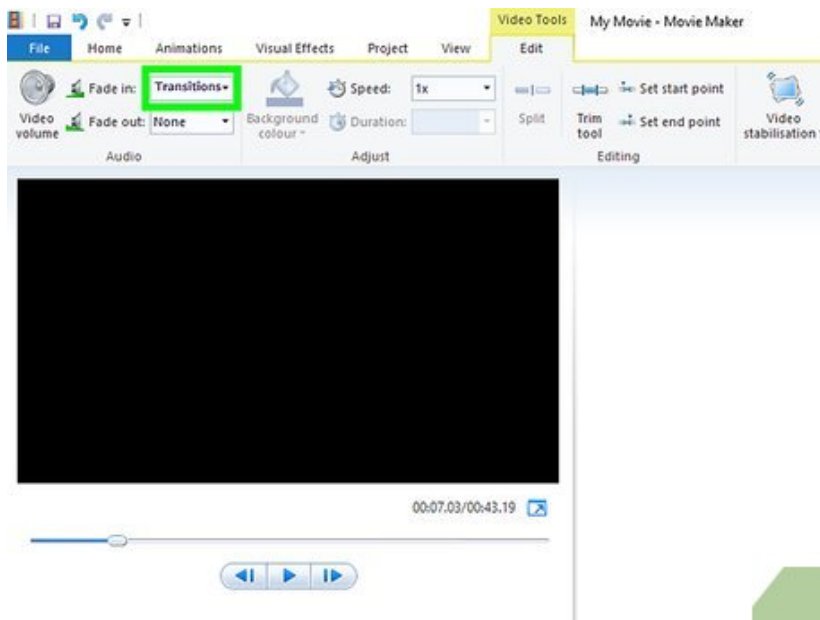 Video Tools
My Movie - Movie Maker
File Home Animations Visual Effects Project View Edit
Fade in: Transitions
Speed: 1x
Set start point
Video volume
Fade out: None
Background colour
Duration:
Split
Trim tool
Set end point
Video stabilisation
Audio
Adjust
Editing
00:07.03/00:43.19